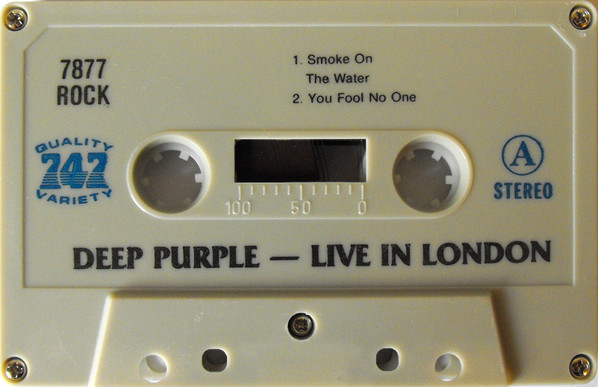 7877
ROCK
1. Smoke On
The Water
2. You Fool No One
QUALITY
747
VARIETY
A
STEREO
100 50 0
DEEP PURPLE — LIVE IN LONDON